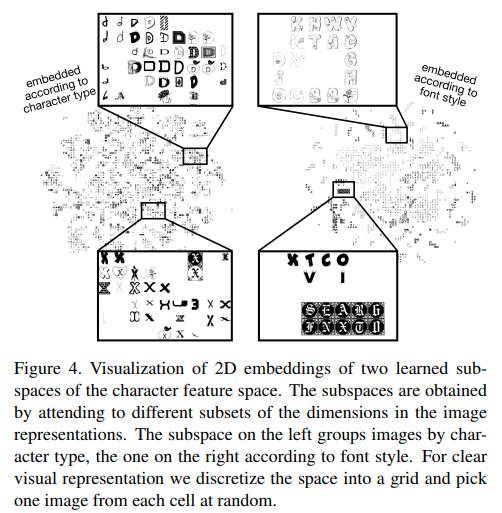 embedded
according to
character type
K H W V
embedded
according to
font style
X T C O
V I
Figure 4. Visualization of 2D embeddings of two learned sub-
spaces of the character feature space. The subspaces are obtained
by attending to different subsets of the dimensions in the image
representations. The subspace on the left groups images by char-
acter type, the one on the right according to font style. For clear
visual representation we discretize the space into a grid and pick
one image from each cell at random.